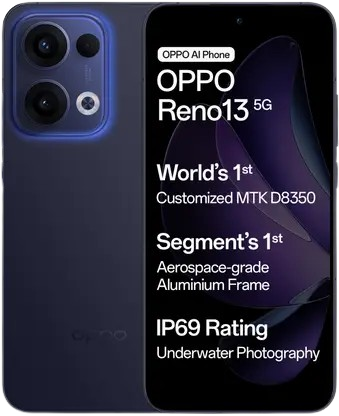 OPPO AI Phone
OPPO
Reno13 5G
World's 1st
Customized MTK D8350
Segment's 1st
Aerospace-grade
Aluminium Frame
IP69 Rating
Underwater Photography
oppo